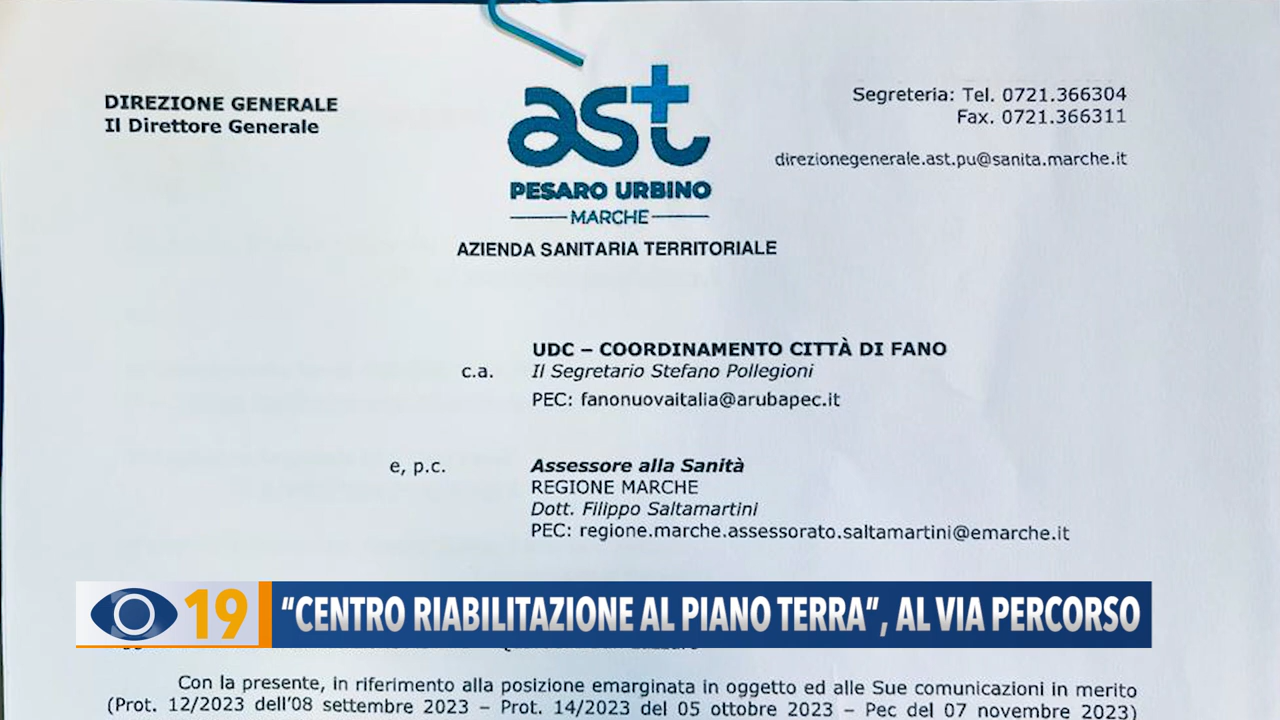 DIREZIONE GENERALE
Il Direttore Generale
ast
PESARO URBINO
MARCHE
AZIENDA SANITARIA TERRITORIALE
Segreteria: Tel. 0721.366304
Fax. 0721.366311
direzionegenerale.ast.pu@sanita.marche.it
UDC – COORDINAMENTO CITTÀ DI FANO
c.a. Il Segretario Stefano Pollegioni
PEC: fanonuovaitalia@arubapec.it
e, p.c. Assessore alla Sanità
REGIONE MARCHE
Dott. Filippo Saltamartini
PEC: regione.marche.assessorato.saltamartini@emarche.it
19 “CENTRO RIABILITAZIONE AL PIANO TERRA“, AL VIA PERCORSO
Con la presente, in riferimento alla posizione emarginata in oggetto ed alle Sue comunicazioni in merito
(Prot. 12/2023 dell'08 settembre 2023 – Prot. 14/2023 del 05 ottobre 2023 – Pec del 07 novembre 2023)